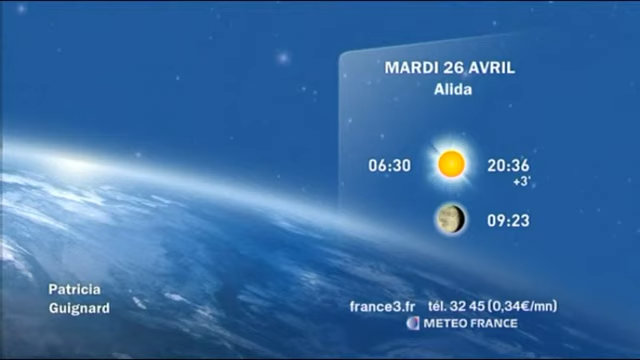 MARDI 26 AVRIL
Alida
06:30 20:36
+3'
09:23
Patricia
Guignard
france3.fr tél. 32 45 (0,34€/mn)
METEO FRANCE